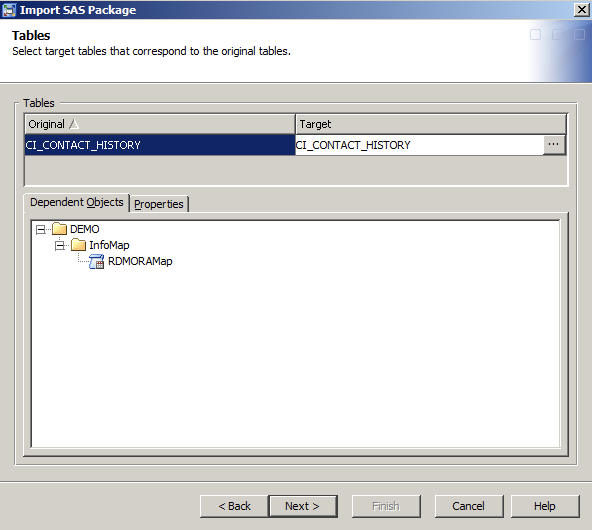 Import SAS Package
Tables
Select target tables that correspond to the original tables.
Tables
Original Target
CI_CONTACT_HISTORY CI_CONTACT_HISTORY ...
Dependent Objects Properties
DEMO
InfoMap
RDMORAMap
< Back Next > Finish Cancel Help